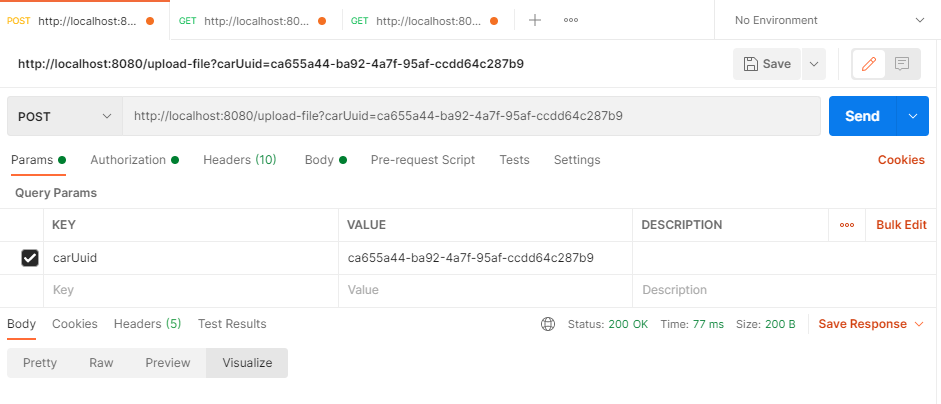 POST http://localhost:8... GET http://localhost:80... GET http://localhost:80... No Environment
http://localhost:8080/upload-file?carUuid=ca655a44-ba92-4a7f-95af-ccdd64c287b9 Save
POST http://localhost:8080/upload-file?carUuid=ca655a44-ba92-4a7f-95af-ccdd64c287b9 Send
Params Authorization Headers (10) Body Pre-request Script Tests Settings Cookies
Query Params
KEY VALUE DESCRIPTION Bulk Edit
carUuid ca655a44-ba92-4a7f-95af-ccdd64c287b9
Key Value Description
Body Cookies Headers (5) Test Results Status: 200 OK Time: 77 ms Size: 200 B Save Response
Pretty Raw Preview Visualize